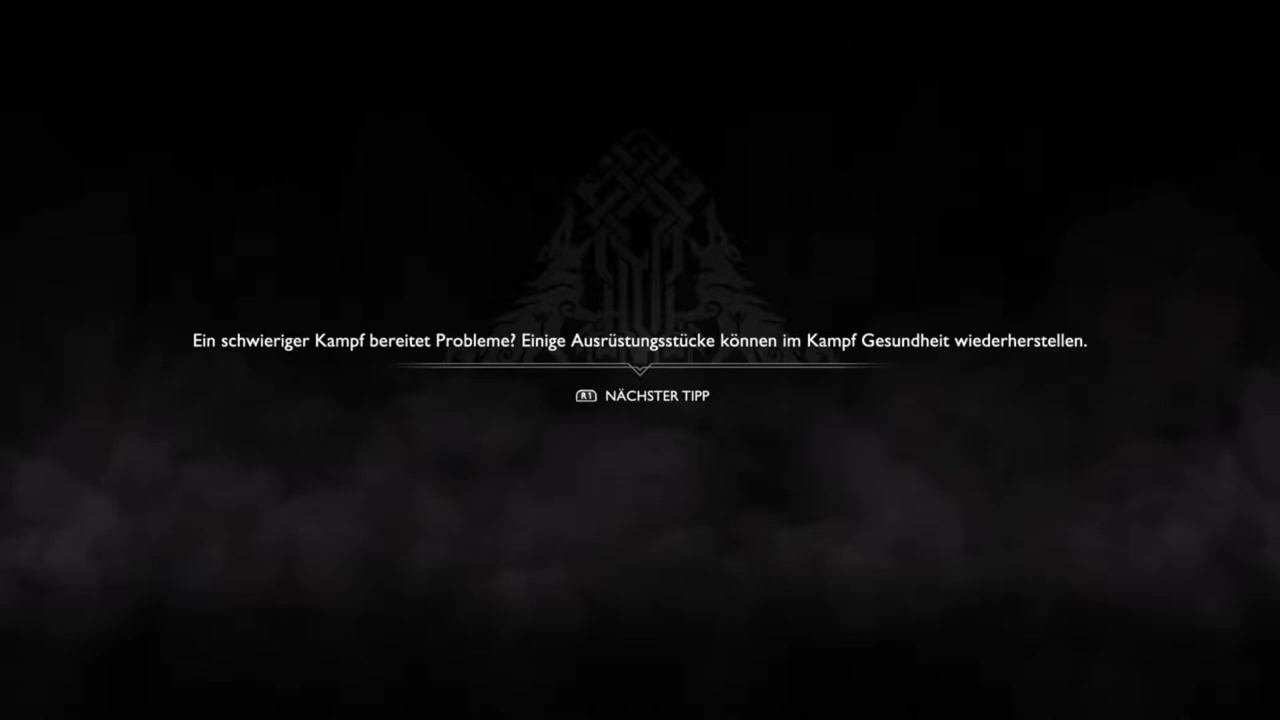 Ein schwieriger Kampf bereitet Probleme? Einige Ausrüstungsstücke können im Kampf Gesundheit wiederherstellen.
R1 NÄCHSTER TIPP